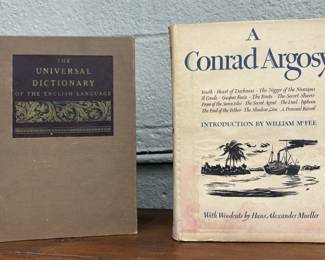 THE
UNIVERSAL
DICTIONARY
OF THE ENGLISH LANGUAGE
A
Conrad Argosy
Youth · Heart of Darkness · The Nigger of the Narcissus
Il Conde · Gaspar Ruiz · The Brute · The Secret Sharer
Freya of the Seven Isles · The Secret Agent · The Duel · Typhoon
The End of the Tether · The Shadow Line · A Personal Record
INTRODUCTION BY WILLIAM McFEE
With Woodcuts by Hans Alexander Mueller